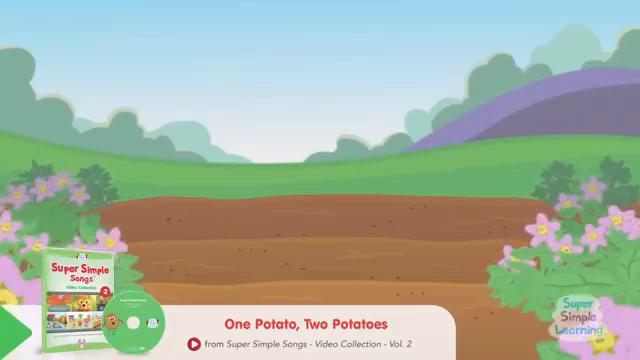 Super Simple
Songs
Video Collection
2
One Potato, Two Potatoes
from Super Simple Songs - Video Collection - Vol. 2
Super
Simple
Learning